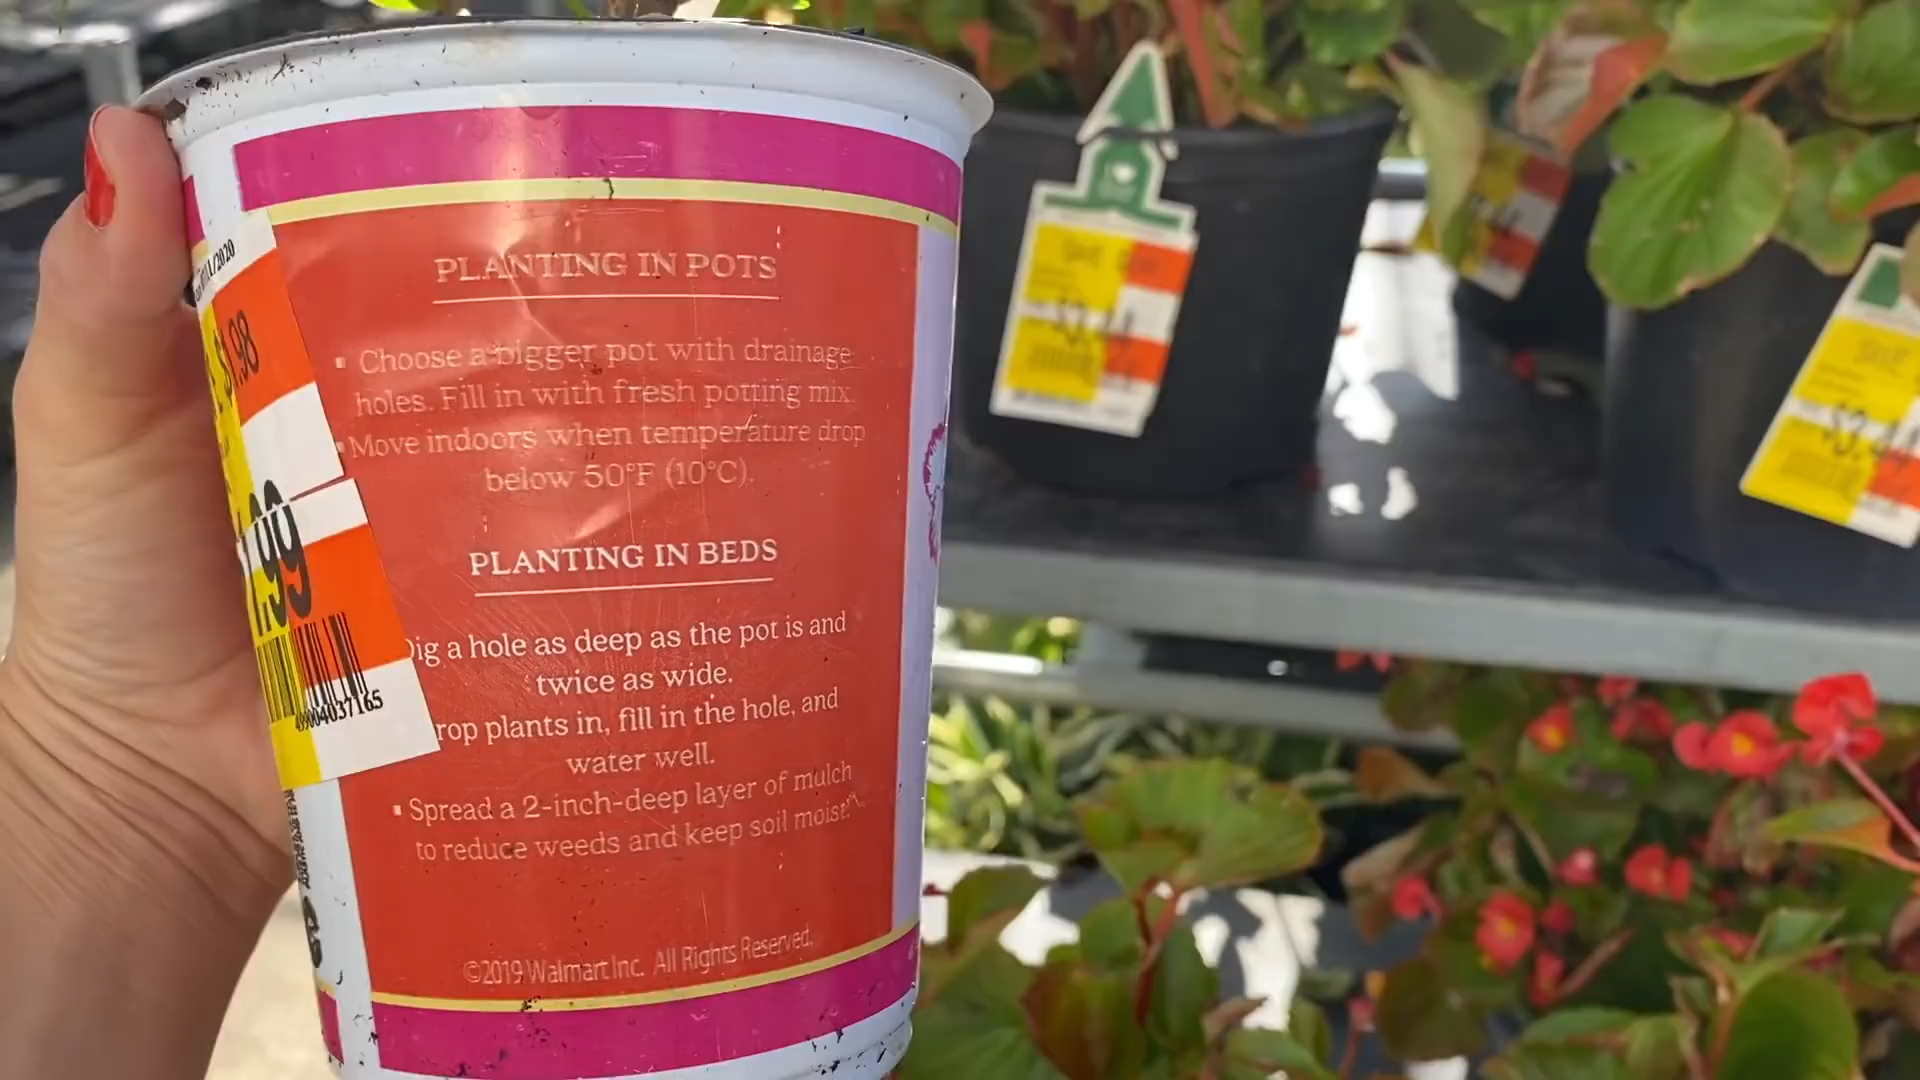 PLANTING IN POTS
▪ Choose a bigger pot with drainage
holes. Fill in with fresh potting mix.
▪ Move indoors when temperature drop
below 50°F (10°C).
PLANTING IN BEDS
ig a hole as deep as the pot is and
twice as wide.
rop plants in, fill in the hole, and
water well.
▪ Spread a 2-inch-deep layer of mulch
to reduce weeds and keep soil moist.
©2019 Walmart Inc. All Rights Reserved.
1/2020
.98
.99
04037165